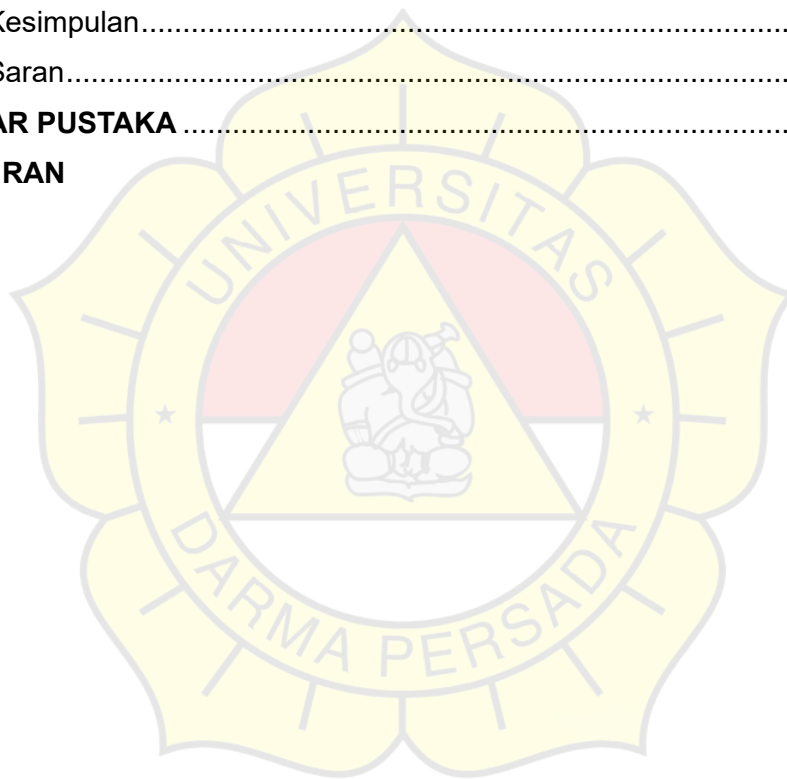 Kesimpulan....................................................................................
Saran..............................................................................................
AR PUSTAKA ..............................................................................
RAN
UNIVERSITAS
DARMA PERSADA